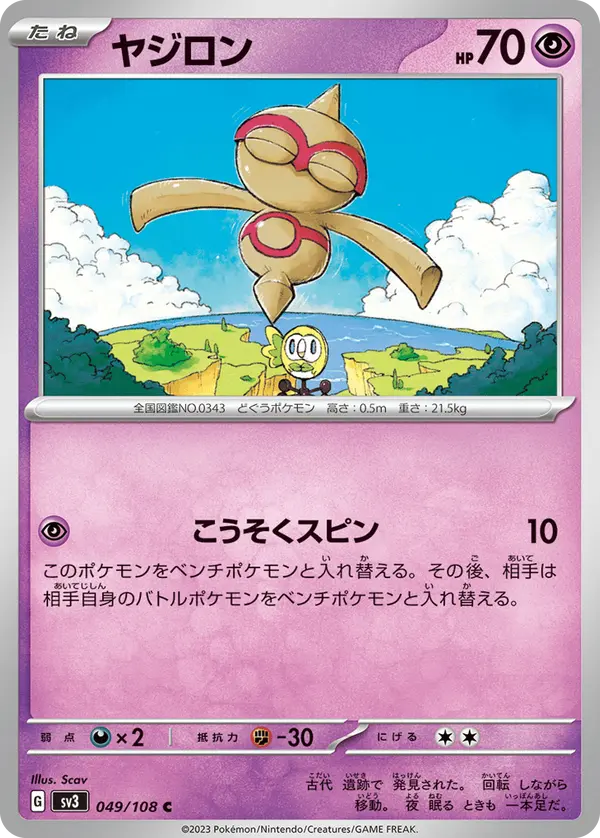 たね ヤジロン HP70
全国図鑑NO.0343 どぐうポケモン 高さ:0.5m 重さ:21.5kg
こうそくスピン 10
このポケモンをベンチポケモンと入れ替える。その後、相手は
相手自身のバトルポケモンをベンチポケモンと入れ替える。
弱点 ×2 抵抗力 -30 にげる
Illus. Scav
G sv3 049/108 C
古代 遺跡で 発見された。 回転 しながら
移動。 夜 眠る ときも 一本足だ。
©2023 Pokémon/Nintendo/Creatures/GAME FREAK.